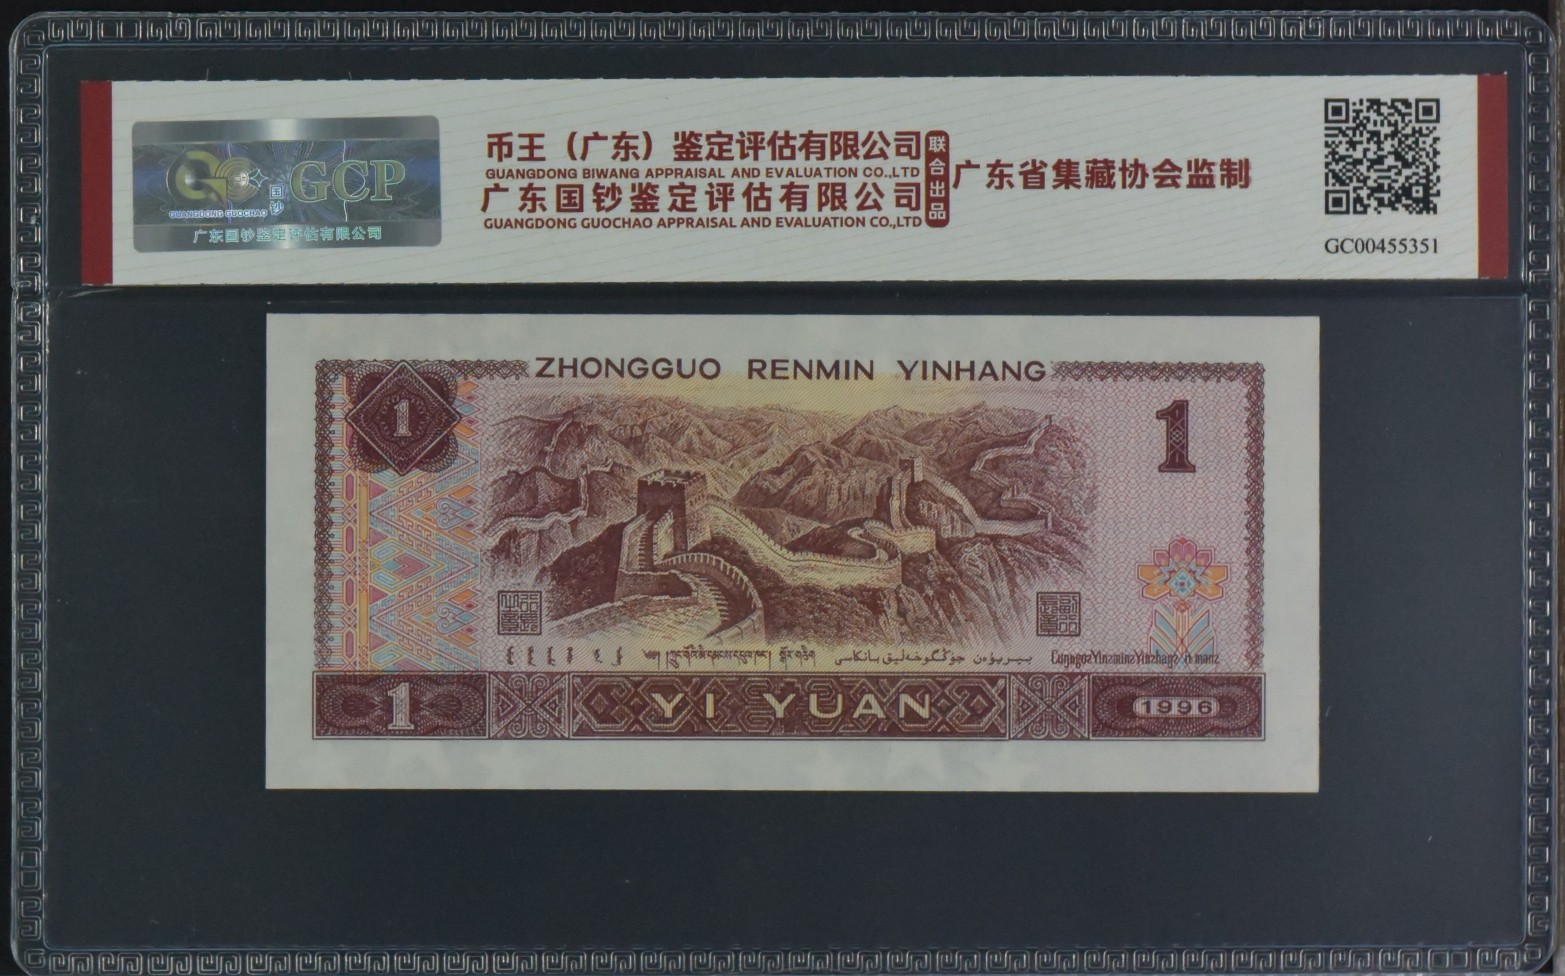 GCP
国
钞
GUANGDONG GUOCHAO
广东国钞鉴定评估有限公司
币王（广东）鉴定评估有限公司
GUANGDONG BIWANG APPRAISAL AND EVALUATION CO.,LTD
广东国钞鉴定评估有限公司
GUANGDONG GUOCHAO APPRAISAL AND EVALUATION CO.,LTD
联合出品
广东省集藏协会监制
GC00455351
ZHONGGUO RENMIN YINHANG
1
1
1
YI YUAN
1996